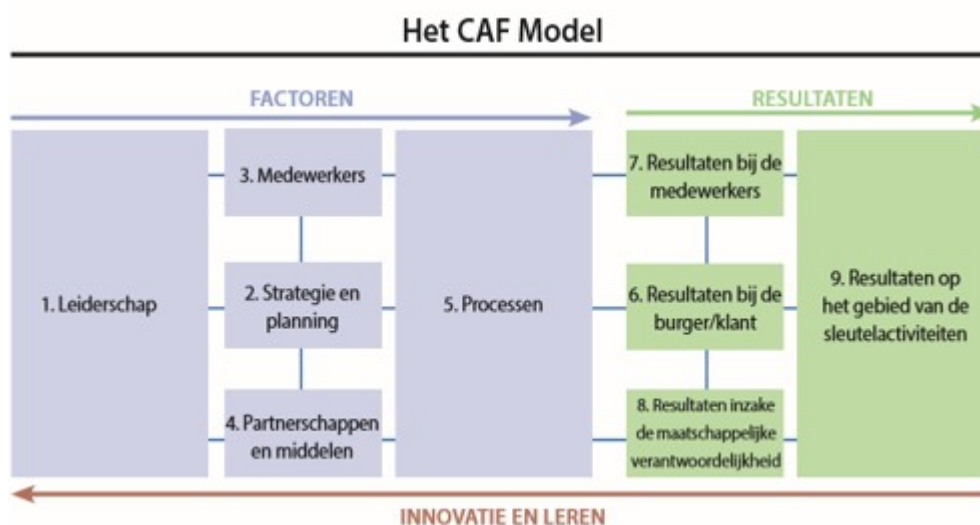 Het CAF Model
FACTOREN
RESULTATEN
1. Leiderschap
3. Medewerkers
2. Strategie en
planning
4. Partnerschappen
en middelen
5. Processen
7. Resultaten bij de
medewerkers
6. Resultaten bij de
burger/klant
8. Resultaten inzake
de maatschappelijke
verantwoordelijkheid
9. Resultaten op
het gebied van de
sleutelactiviteiten
INNOVATIE EN LEREN